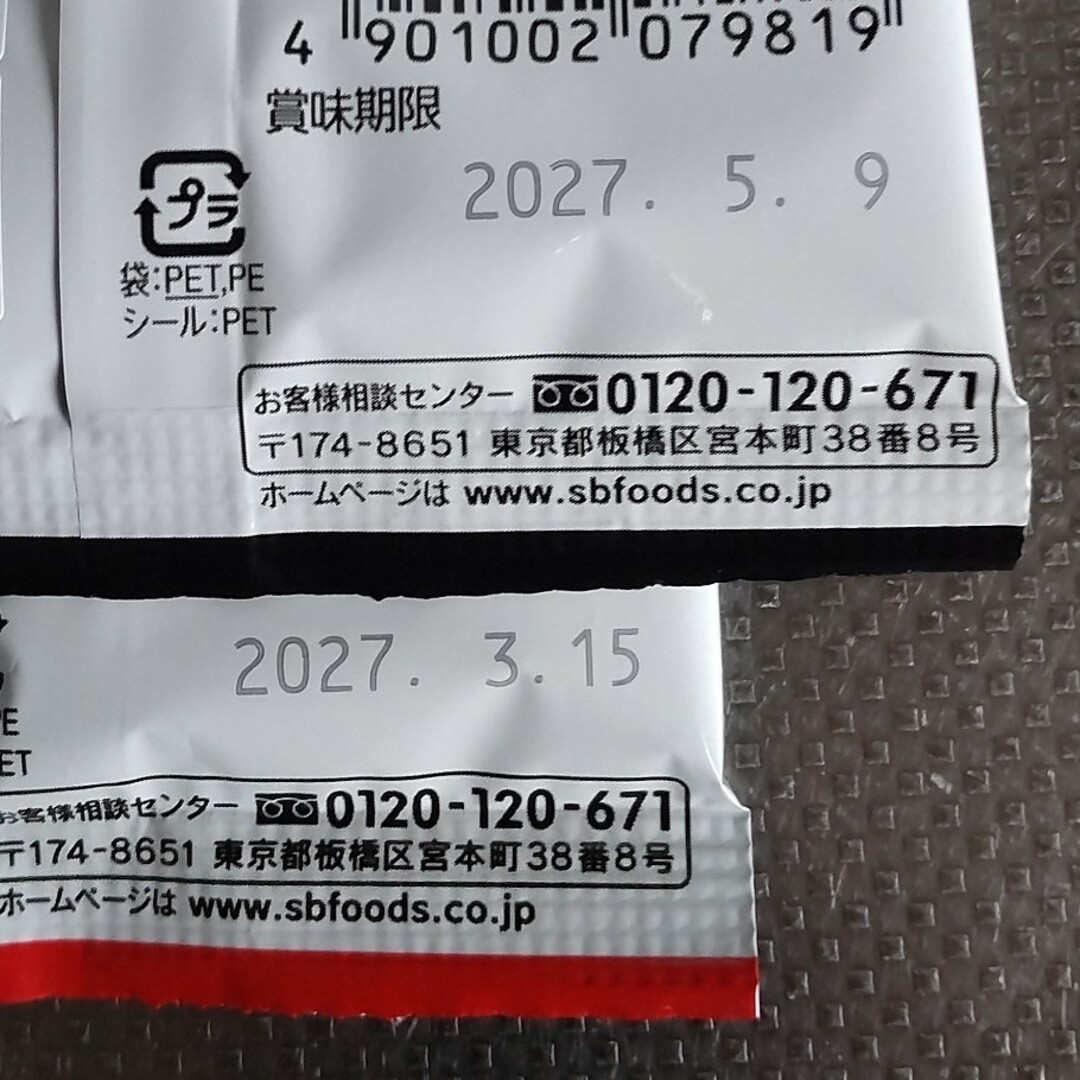 4 901002 079819
賞味期限
2027. 5. 9
プラ
袋:PET,PE
シール:PET
お客様相談センター 0120-120-671
〒174-8651 東京都板橋区宮本町38番8号
ホームページは www.sbfoods.co.jp
2027. 3.15
PE
ET
お客様相談センター 0120-120-671
〒174-8651 東京都板橋区宮本町38番8号
ホームページは www.sbfoods.co.jp